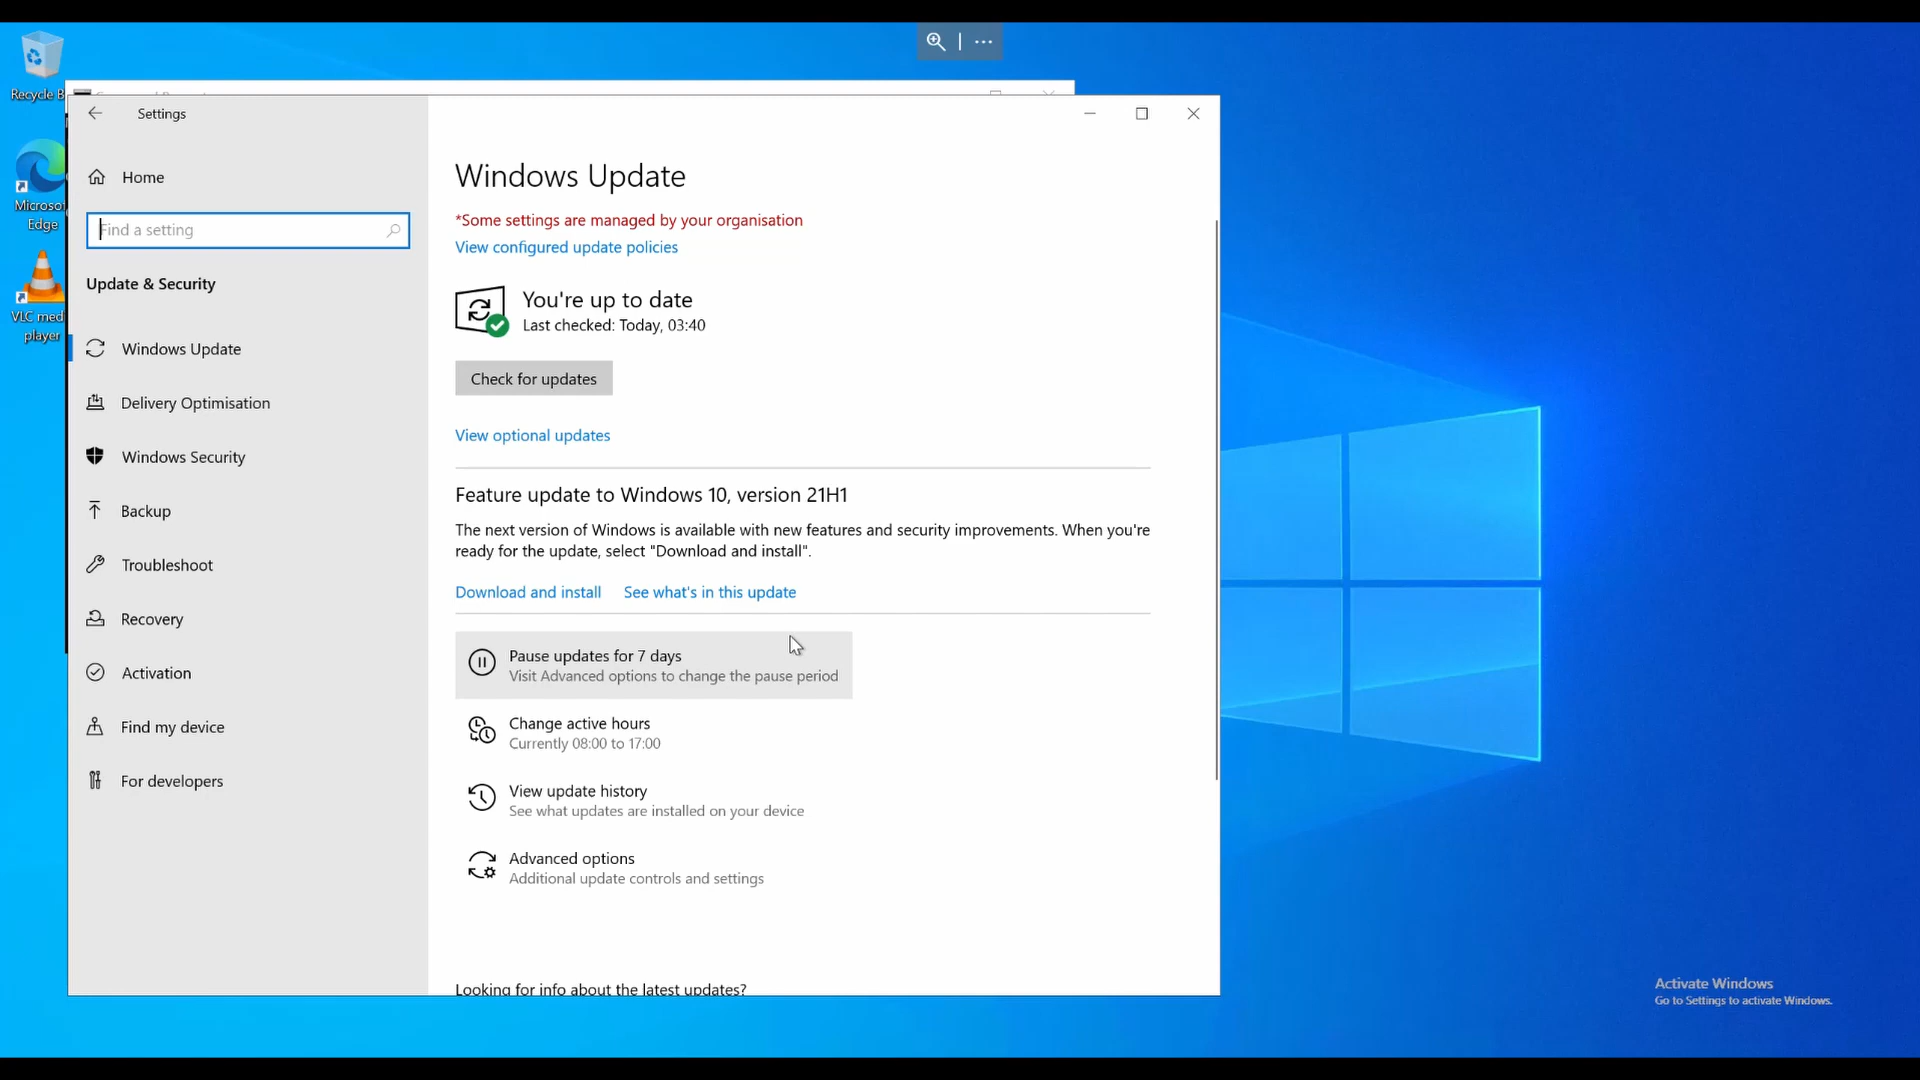 Recycle B
Microsof
Edge
VLC med
player
Settings
Home
Find a setting
Update & Security
Windows Update
Delivery Optimisation
Windows Security
Backup
Troubleshoot
Recovery
Activation
Find my device
For developers
Windows Update
*Some settings are managed by your organisation
View configured update policies
You're up to date
Last checked: Today, 03:40
Check for updates
View optional updates
Feature update to Windows 10, version 21H1
The next version of Windows is available with new features and security improvements. When you're
ready for the update, select "Download and install".
Download and install See what's in this update
Pause updates for 7 days
Visit Advanced options to change the pause period
Change active hours
Currently 08:00 to 17:00
View update history
See what updates are installed on your device
Advanced options
Additional update controls and settings
Looking for info about the latest updates?
Activate Windows
Go to Settings to activate Windows.